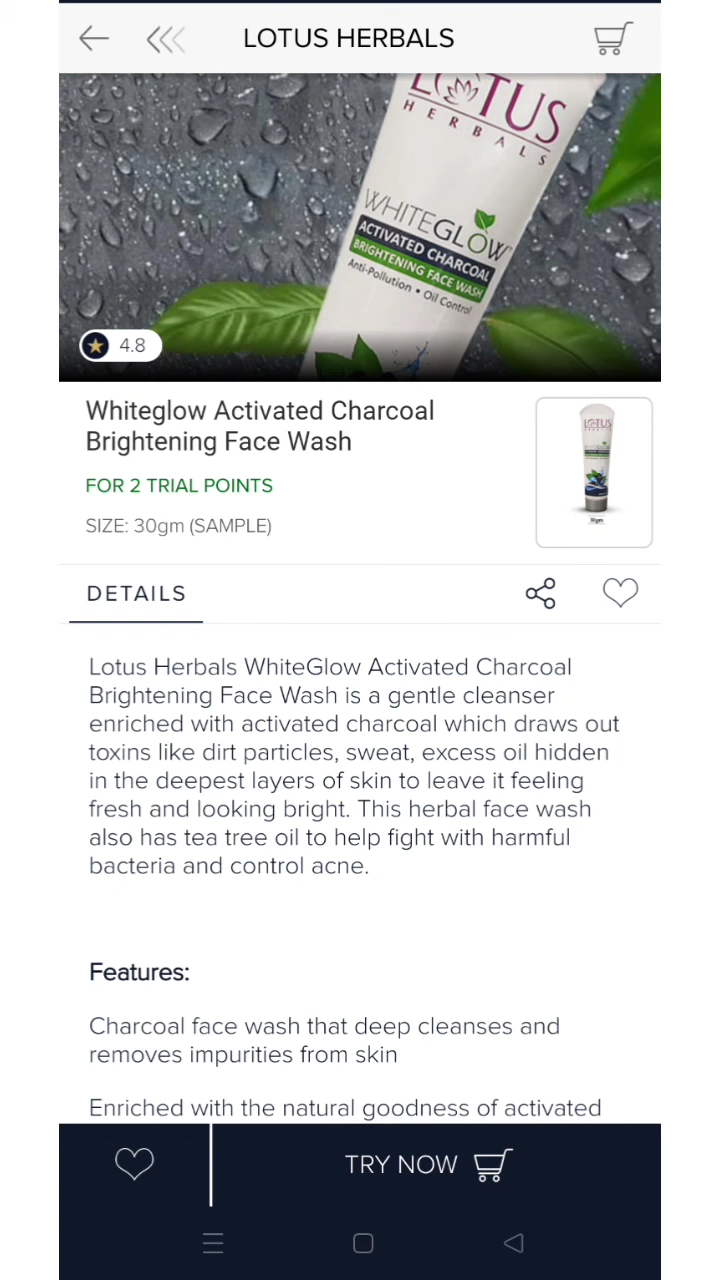 LOTUS HERBALS
LOTUS
HERBALS
WHITEGLOW
ACTIVATED CHARCOAL
BRIGHTENING FACE WASH
Anti-Pollution • Oil Control
4.8
Whiteglow Activated Charcoal
Brightening Face Wash
FOR 2 TRIAL POINTS
SIZE: 30gm (SAMPLE)
LOTUS
30gm
DETAILS
Lotus Herbals WhiteGlow Activated Charcoal
Brightening Face Wash is a gentle cleanser
enriched with activated charcoal which draws out
toxins like dirt particles, sweat, excess oil hidden
in the deepest layers of skin to leave it feeling
fresh and looking bright. This herbal face wash
also has tea tree oil to help fight with harmful
bacteria and control acne.
Features:
Charcoal face wash that deep cleanses and
removes impurities from skin
Enriched with the natural goodness of activated
TRY NOW